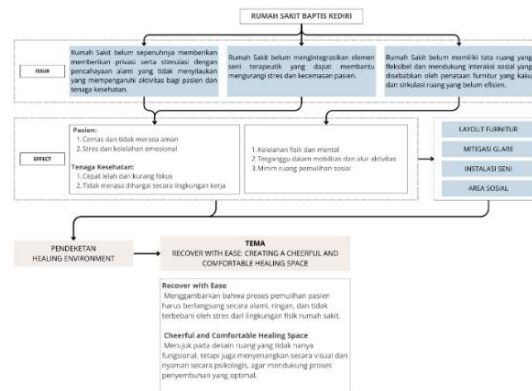 RUMAH SAKIT BAPTIS KEDIRI
ISSUE
Rumah Sakit belum sepenuhnya memberikan
memberikan privasi serta stimulasi dengan
pencahayaan alami yang tidak menyilaukan
yang mempengaruhi aktivitas bagi pasien dan
tenaga kesehatan.
Rumah Sakit belum mengintegrasikan elemen
seni terapeutik yang dapat membantu
mengurangi stres dan kecemasan pasien.
Rumah Sakit belum memiliki tata ruang yang
fleksibel dan mendukung interaksi sosial yang
disebabkan oleh penataan furnitur yang kaku
dan sirkulasi ruang yang belum efisien.
EFFECT
Pasien:
1.Cemas dan tidak merasa aman
2.Stres dan kelelahan emosional
Tenaga Kesehatan:
1.Cepat lelah dan kurang fokus
2.Tidak merasa dihargai secara lingkungan kerja
1.Kelelahan fisik dan mental
2.Terganggu dalam mobilitas dan alur aktivitas
3.Minim ruang pemulihan sosial
LAYOUT FURNITUR
MITIGASI GLARE
INSTALASI SENI
AREA SOSIAL
PENDEKETAN
HEALING ENVIRONMENT
TEMA
RECOVER WITH EASE: CREATING A CHEERFUL AND
COMFORTABLE HEALING SPACE
Recover with Ease
Menggambarkan bahwa proses pemulihan pasien
harus berlangsung secara alami, ringan, dan tidak
terbebani oleh stres dari lingkungan fisik rumah sakit.
Cheerful and Comfortable Healing Space
Merujuk pada desain ruang yang tidak hanya
fungsional, tetapi juga menyenangkan secara visual dan
nyaman secara psikologis, agar mendukung proses
penyembuhan yang optimal.